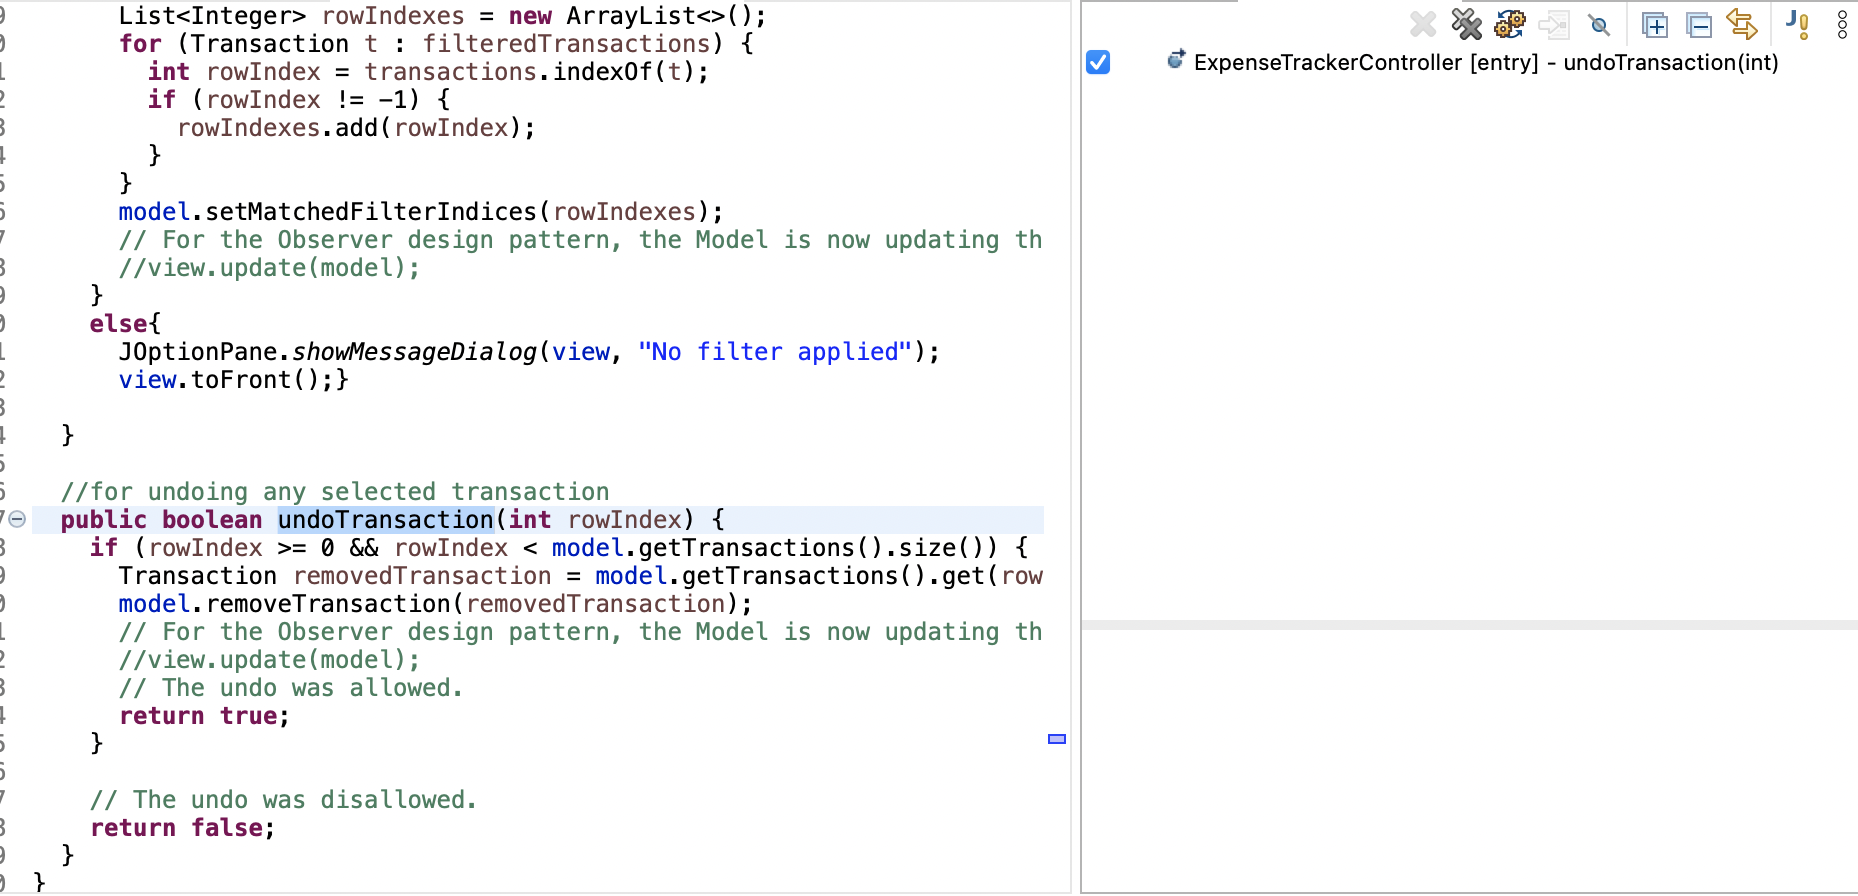 List<Integer> rowIndexes = new ArrayList<>();
for (Transaction t : filteredTransactions) {
int rowIndex = transactions.indexOf(t);
if (rowIndex != -1) {
rowIndexes.add(rowIndex);
}
}
model.setMatchedFilterIndices(rowIndexes);
// For the Observer design pattern, the Model is now updating th
//view.update(model);
}
else{
JOptionPane.showMessageDialog(view, "No filter applied");
view.toFront();}
}
//for undoing any selected transaction
public boolean undoTransaction(int rowIndex) {
if (rowIndex >= 0 && rowIndex < model.getTransactions().size()) {
Transaction removedTransaction = model.getTransactions().get(row
model.removeTransaction(removedTransaction);
// For the Observer design pattern, the Model is now updating th
//view.update(model);
// The undo was allowed.
return true;
}
// The undo was disallowed.
return false;
}
}
ExpenseTrackerController [entry] - undoTransaction(int)